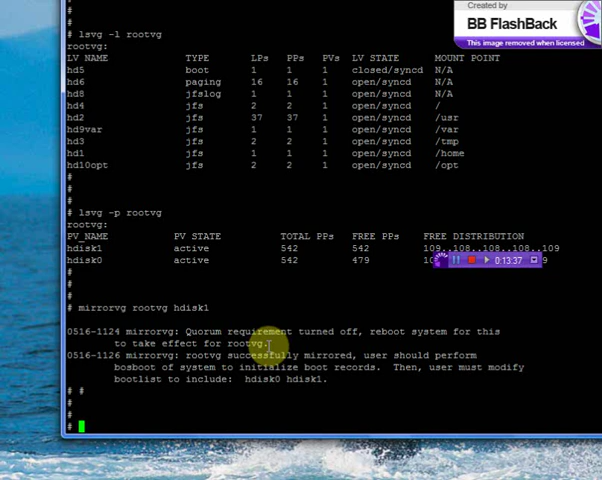 Created by
BB FlashBack
This image removed when licensed
#
#
# lsvg -l rootvg
rootvg:
LV NAME TYPE LPs PPs PVs LV STATE MOUNT POINT
hd5 boot 1 1 1 closed/syncd N/A
hd6 paging 16 16 1 open/syncd N/A
hd8 jfslog 1 1 1 open/syncd N/A
hd4 jfs 2 2 1 open/syncd /
hd2 jfs 37 37 1 open/syncd /usr
hd9var jfs 1 1 1 open/syncd /var
hd3 jfs 2 2 1 open/syncd /tmp
hd1 jfs 1 1 1 open/syncd /home
hd10opt jfs 2 2 1 open/syncd /opt
#
#
# lsvg -p rootvg
rootvg:
PV_NAME PV STATE TOTAL PPs FREE PPs FREE DISTRIBUTION
hdisk1 active 542 542 109..108..108..108..109
hdisk0 active 542 479 10 9
0:13:37
#
#
# mirrorvg rootvg hdisk1
0516-1124 mirrorvg: Quorum requirement turned off, reboot system for this
to take effect for rootvg.
0516-1126 mirrorvg: rootvg successfully mirrored, user should perform
bosboot of system to initialize boot records. Then, user must modify
bootlist to include: hdisk0 hdisk1.
# #
#
#
#